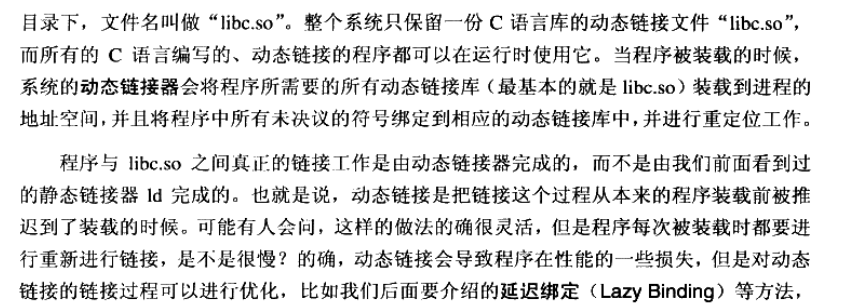 目录下，文件名叫做“libc.so”。整个系统只保留一份 C 语言库的动态链接文件“libc.so”，
而所有的 C 语言编写的、动态链接的程序都可以在运行时使用它。当程序被装载的时候，
系统的动态链接器会将程序所需要的所有动态链接库（最基本的就是 libc.so）装载到进程的
地址空间，并且将程序中所有未决议的符号绑定到相应的动态链接库中，并进行重定位工作。
程序与 libc.so 之间真正的链接工作是由动态链接器完成的，而不是由我们前面看到过
的静态链接器 ld 完成的。也就是说，动态链接是把链接这个过程从本来的程序装载前被推
迟到了装载的时候。可能有人会问，这样的做法的确很灵活，但是程序每次被装载时都要进
行重新进行链接，是不是很慢？的确，动态链接会导致程序在性能的一些损失，但是对动态
链接的链接过程可以进行优化，比如我们后面要介绍的延迟绑定（Lazy Binding）等方法，